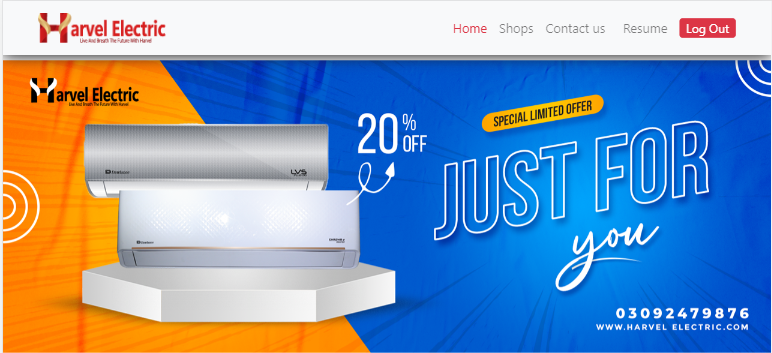 Harvel Electric
Live And Breath The Future With Harvel
Home Shops Contact us Resume Log Out
Harvel Electric
Live And Breath The Future With Harvel
20% OFF
SPECIAL LIMITED OFFER
JUST FOR
you
LVS
03092479876
WWW.HARVEL ELECTRIC.COM